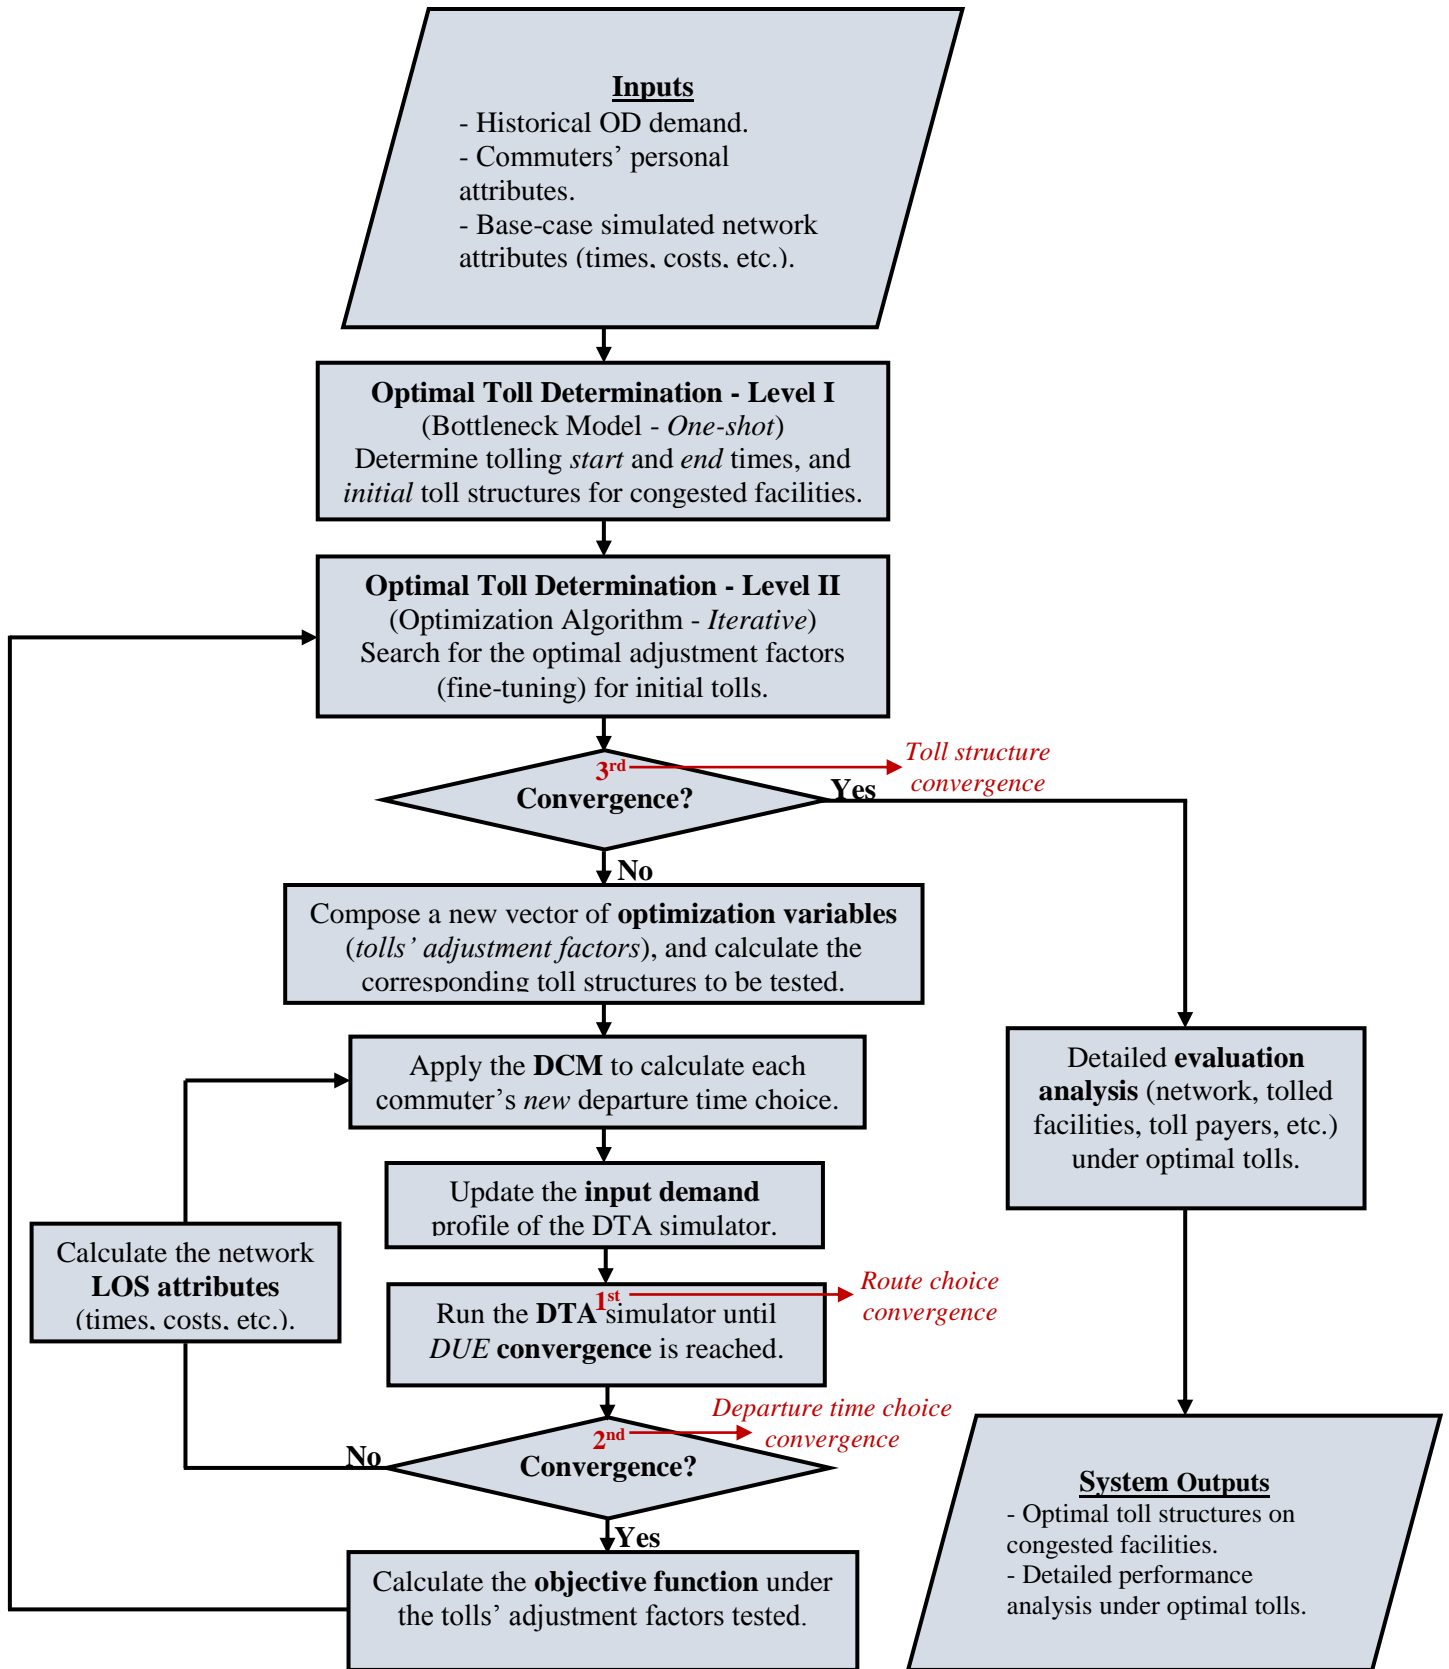 Inputs
- Historical OD demand.
- Commuters’ personal
attributes.
- Base-case simulated network
attributes (times, costs, etc.).
Optimal Toll Determination - Level I
(Bottleneck Model - One-shot)
Determine tolling start and end times, and
initial toll structures for congested facilities.
Optimal Toll Determination - Level II
(Optimization Algorithm - Iterative)
Search for the optimal adjustment factors
(fine-tuning) for initial tolls.
3rd
Convergence?
Toll structure
convergence
Yes
No
Compose a new vector of optimization variables
(tolls’ adjustment factors), and calculate the
corresponding toll structures to be tested.
Apply the DCM to calculate each
commuter’s new departure time choice.
Detailed evaluation
analysis (network, tolled
facilities, toll payers, etc.)
under optimal tolls.
Update the input demand
profile of the DTA simulator.
Calculate the network
LOS attributes
(times, costs, etc.).
1st
Run the DTA simulator until
DUE convergence is reached.
Route choice
convergence
Departure time choice
convergence
2nd
Convergence?
No
Yes
Calculate the objective function under
the tolls’ adjustment factors tested.
System Outputs
- Optimal toll structures on
congested facilities.
- Detailed performance
analysis under optimal tolls.